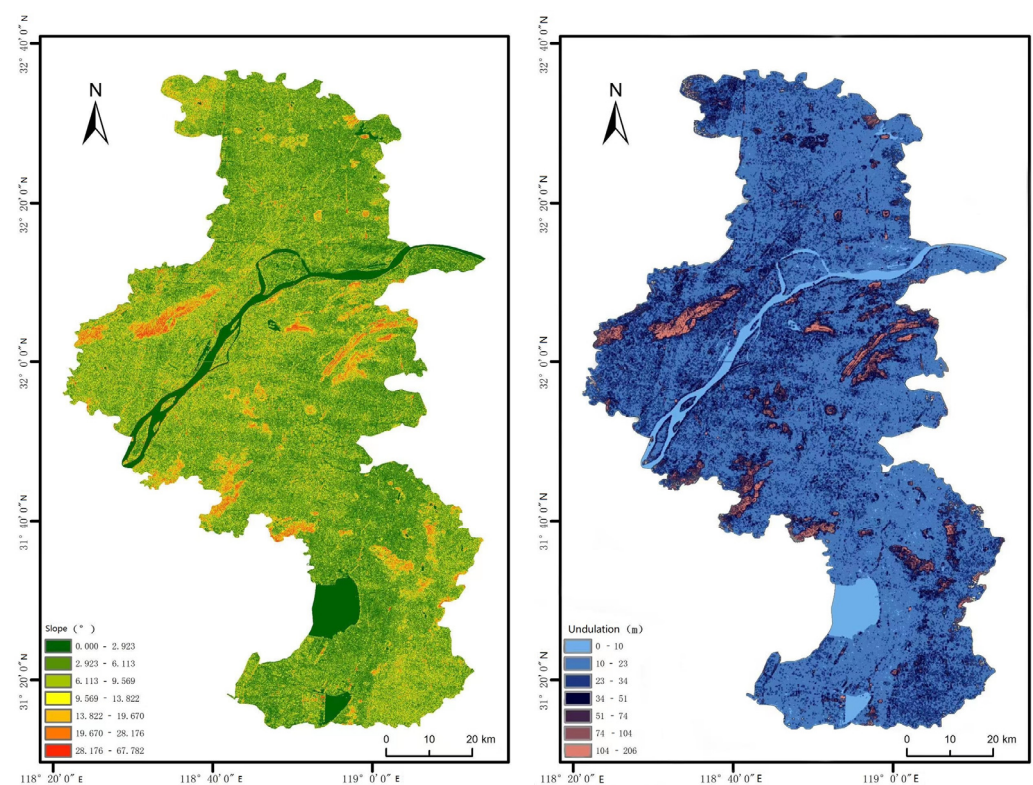 N
32° 40′0″N
32° 20′0″N
32° 0′0″N
31° 40′0″N
31° 20′0″N
Slope (°)
0.000 - 2.923
2.923 - 6.113
6.113 - 9.569
9.569 - 13.822
13.822 - 19.670
19.670 - 28.176
28.176 - 67.782
0 10 20 km
118° 20′0″E 118° 40′0″E 119° 0′0″E
N
32° 40′0″N
32° 20′0″N
32° 0′0″N
31° 40′0″N
31° 20′0″N
Undulation (m)
0 - 10
10 - 23
23 - 34
34 - 51
51 - 74
74 - 104
104 - 206
0 10 20 km
118° 20′0″E 118° 40′0″E 119° 0′0″E